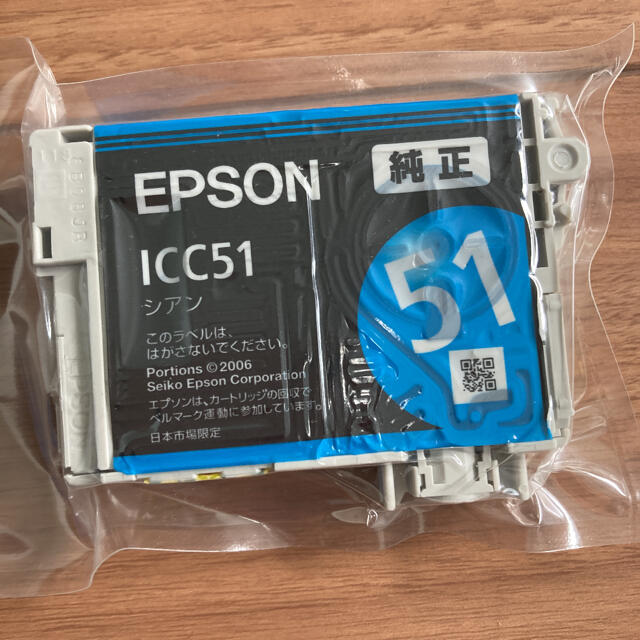 EPSON
純正
ICC51
シアン
51
このラベルは、
はがさないでください。
Portions ©2006
Seiko Epson Corporation
エプソンは、カートリッジの回収で
ベルマーク運動に参加しています。
日本市場限定